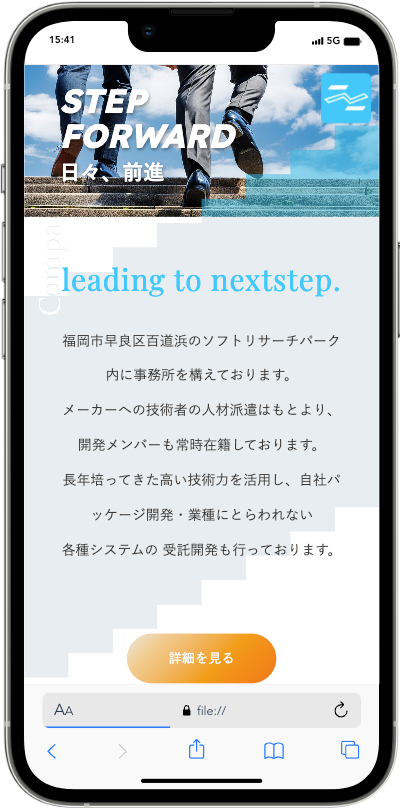 15:41
5G
STEP
FORWARD
日々、前進
Compa
leading to nextstep.
福岡市早良区百道浜のソフトリサーチパーク
内に事務所を構えております。
メーカーへの技術者の人材派遣はもとより、
開発メンバーも常時在籍しております。
長年培ってきた高い技術力を活用し、自社パ
ッケージ開発・業種にとらわれない
各種システムの 受託開発も行っております。
詳細を見る
AA
file://